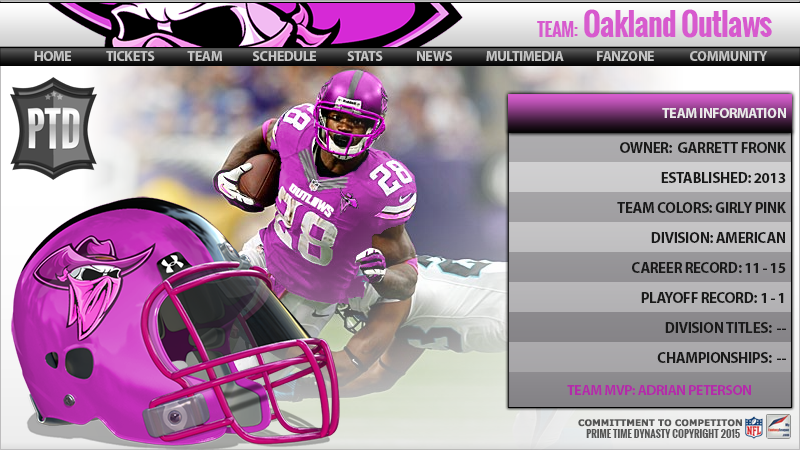 TEAM: Oakland Outlaws
HOME TICKETS TEAM SCHEDULE STATS NEWS MULTIMEDIA FANZONE COMMUNITY
PTD
28
28
OUTLAWS
28
TEAM INFORMATION
OWNER: GARRETT FRONK
ESTABLISHED: 2013
TEAM COLORS: GIRLY PINK
DIVISION: AMERICAN
CAREER RECORD: 11 - 15
PLAYOFF RECORD: 1 - 1
DIVISION TITLES: --
CHAMPIONSHIPS: --
TEAM MVP: ADRIAN PETERSON
COMMITTMENT TO COMPETITON
PRIME TIME DYNASTY COPYRIGHT 2015
NFL